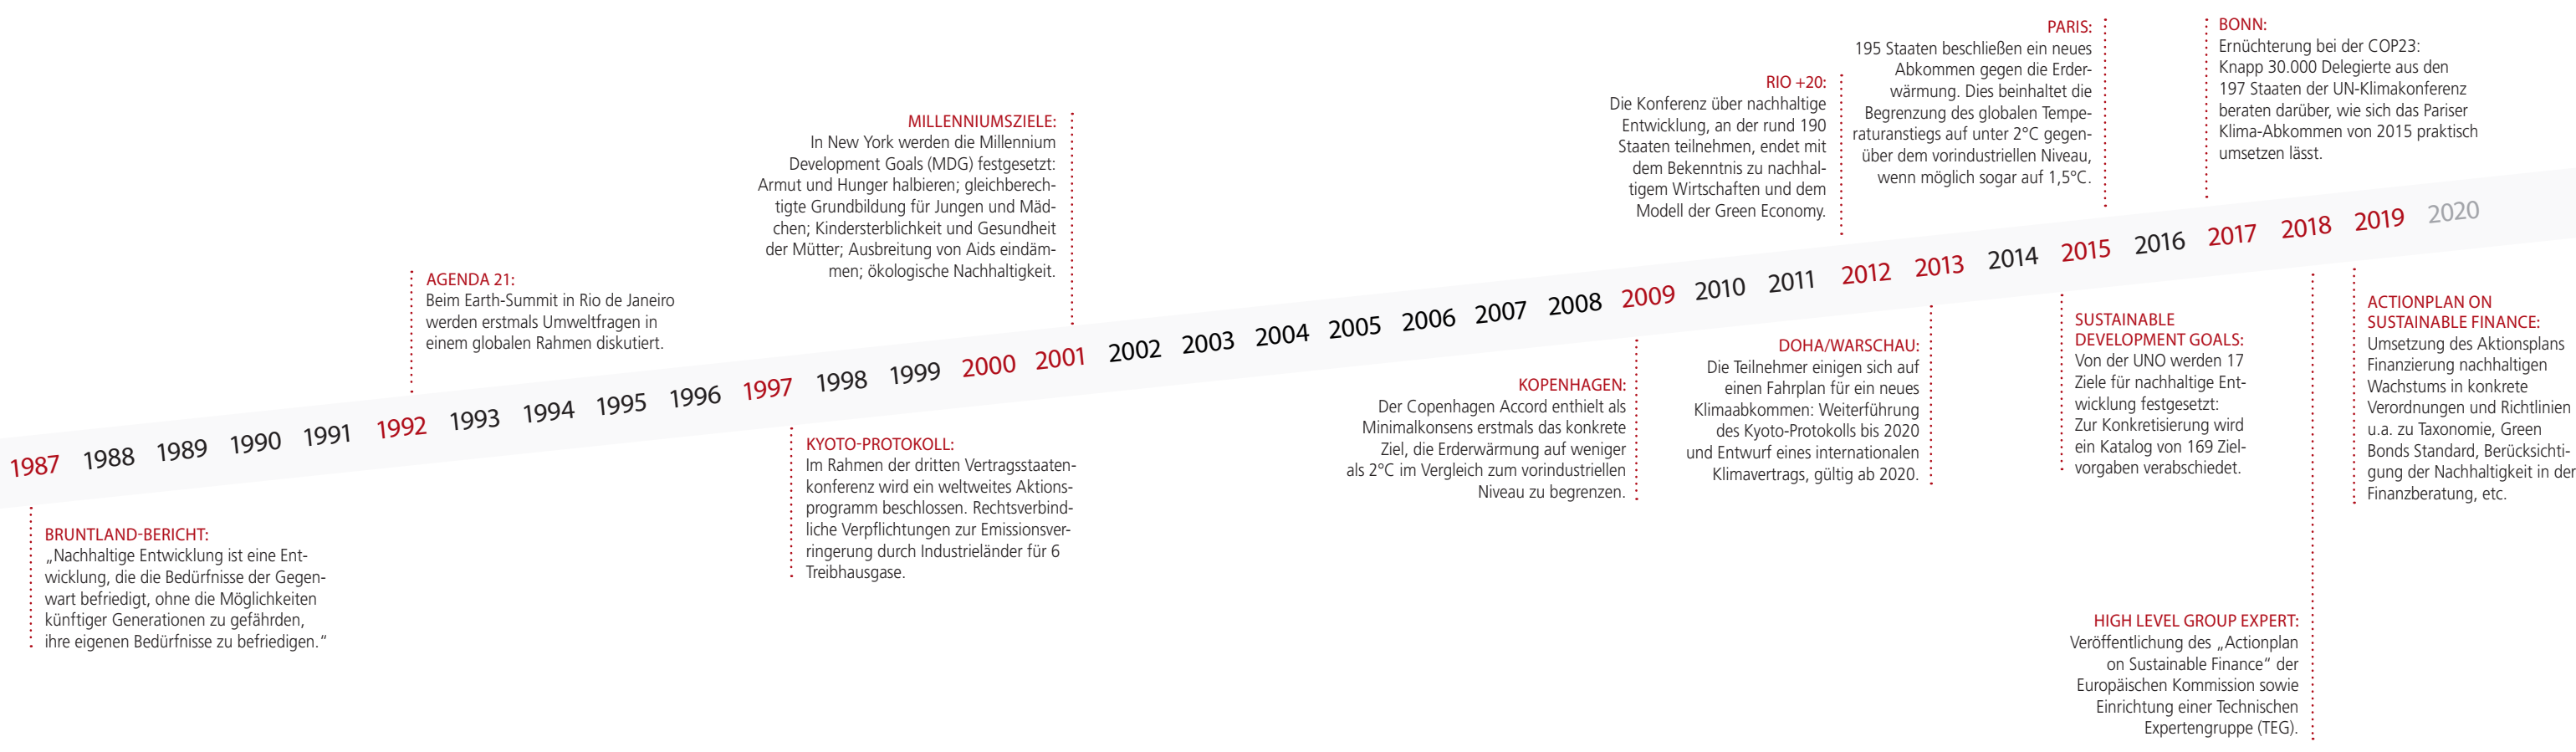 PARIS:
195 Staaten beschließen ein neues
Abkommen gegen die Erder-
wärmung. Dies beinhaltet die
Begrenzung des globalen Tempe-
raturanstiegs auf unter 2°C gegen-
über dem vorindustriellen Niveau,
wenn möglich sogar auf 1,5°C.
BONN:
Ernüchterung bei der COP23:
Knapp 30.000 Delegierte aus den
197 Staaten der UN-Klimakonferenz
beraten darüber, wie sich das Pariser
Klima-Abkommen von 2015 praktisch
umsetzen lässt.
RIO +20:
Die Konferenz über nachhaltige
Entwicklung, an der rund 190
Staaten teilnehmen, endet mit
dem Bekenntnis zu nachhal-
tigem Wirtschaften und dem
Modell der Green Economy.
MILLENNIUMSZIELE:
In New York werden die Millennium
Development Goals (MDG) festgesetzt:
Armut und Hunger halbieren; gleichberech-
tigte Grundbildung für Jungen und Mäd-
chen; Kindersterblichkeit und Gesundheit
der Mütter; Ausbreitung von Aids eindäm-
men; ökologische Nachhaltigkeit.
AGENDA 21:
Beim Earth-Summit in Rio de Janeiro
werden erstmals Umweltfragen in
einem globalen Rahmen diskutiert.
1987 1988 1989 1990 1991 1992 1993 1994 1995 1996 1997 1998 1999 2000 2001 2002 2003 2004 2005 2006 2007 2008 2009 2010 2011 2012 2013 2014 2015 2016 2017 2018 2019 2020
BRUNTLAND-BERICHT:
„Nachhaltige Entwicklung ist eine Ent-
wicklung, die die Bedürfnisse der Gegen-
wart befriedigt, ohne die Möglichkeiten
künftiger Generationen zu gefährden,
ihre eigenen Bedürfnisse zu befriedigen.“
KYOTO-PROTOKOLL:
Im Rahmen der dritten Vertragsstaaten-
konferenz wird ein weltweites Aktions-
programm beschlossen. Rechtsverbind-
liche Verpflichtungen zur Emissionsver-
ringerung durch Industrieländer für 6
Treibhausgase.
KOPENHAGEN:
Der Copenhagen Accord enthielt als
Minimalkonsens erstmals das konkrete
Ziel, die Erderwärmung auf weniger
als 2°C im Vergleich zum vorindustriellen
Niveau zu begrenzen.
DOHA/WARSCHAU:
Die Teilnehmer einigen sich auf
einen Fahrplan für ein neues
Klimaabkommen: Weiterführung
des Kyoto-Protokolls bis 2020
und Entwurf eines internationalen
Klimavertrags, gültig ab 2020.
SUSTAINABLE
DEVELOPMENT GOALS:
Von der UNO werden 17
Ziele für nachhaltige Ent-
wicklung festgesetzt:
Zur Konkretisierung wird
ein Katalog von 169 Ziel-
vorgaben verabschiedet.
HIGH LEVEL GROUP EXPERT:
Veröffentlichung des „Actionplan
on Sustainable Finance“ der
Europäischen Kommission sowie
Einrichtung einer Technischen
Expertengruppe (TEG).
ACTIONPLAN ON
SUSTAINABLE FINANCE:
Umsetzung des Aktionsplans
Finanzierung nachhaltigen
Wachstums in konkrete
Verordnungen und Richtlinien
u.a. zu Taxonomie, Green
Bonds Standard, Berücksichti-
gung der Nachhaltigkeit in der
Finanzberatung, etc.